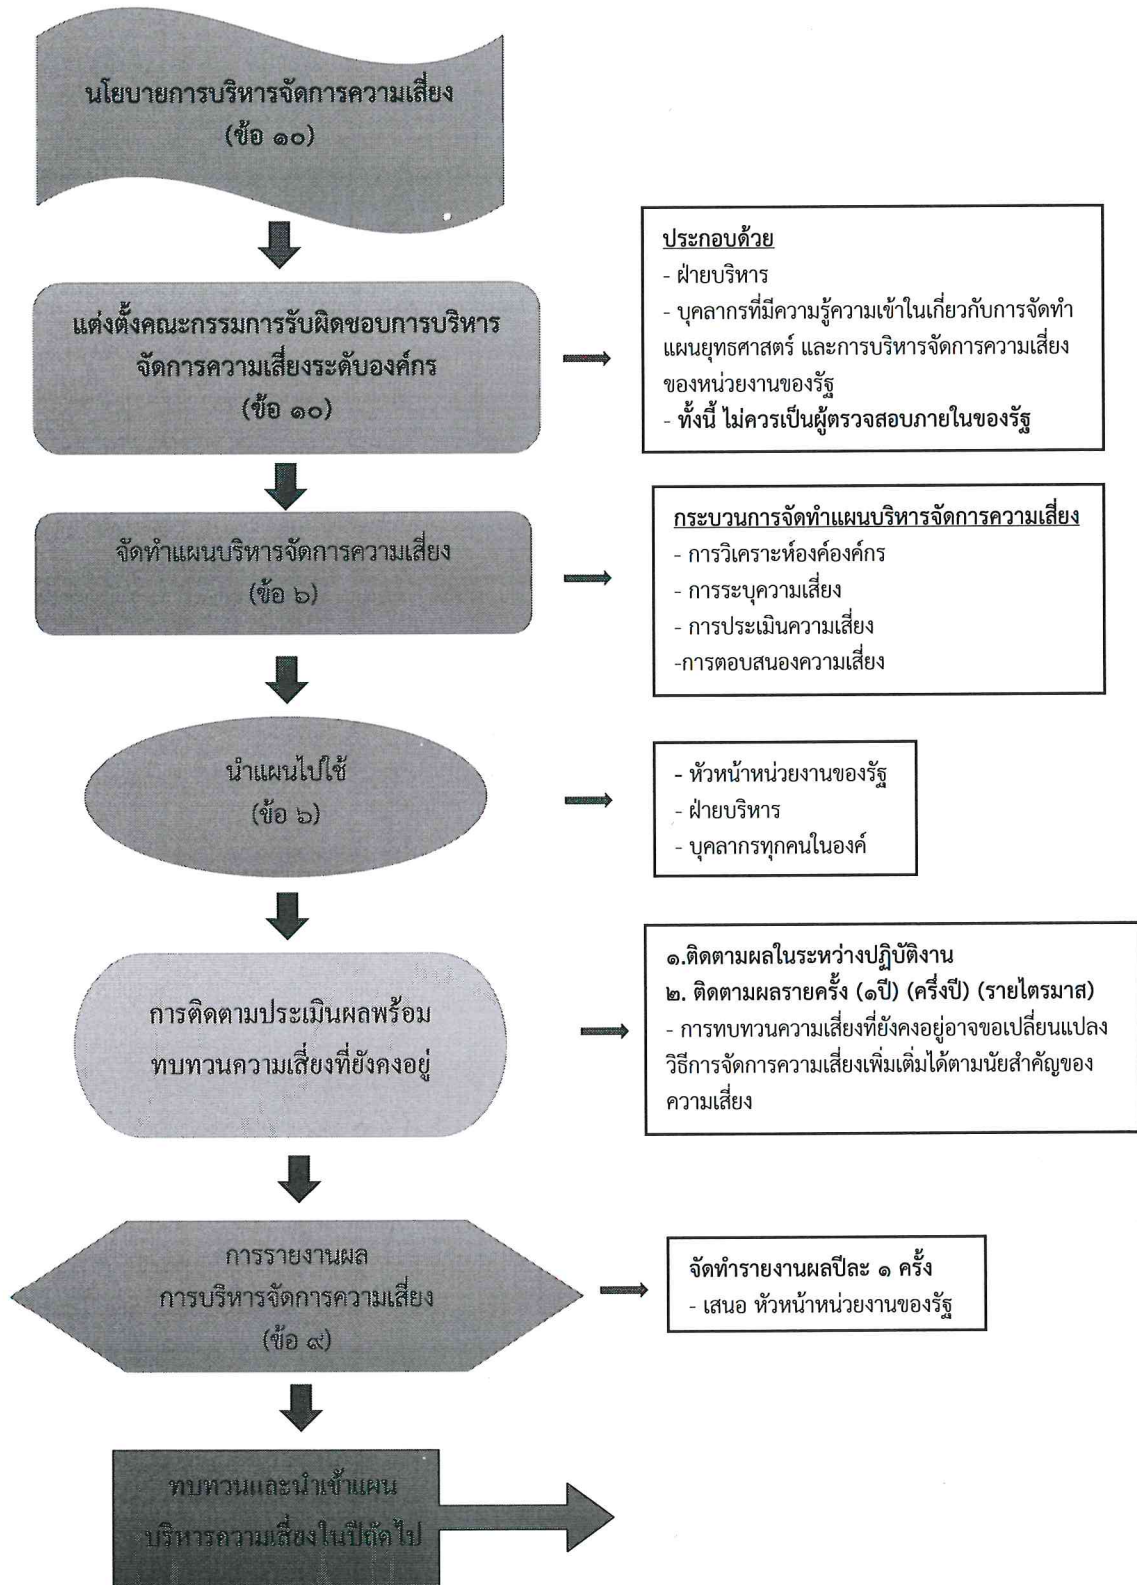 นโยบายการบริหารจัดการความเสี่ยง
(ข้อ ๑๐)
แต่งตั้งคณะกรรมการรับผิดชอบการบริหาร
จัดการความเสี่ยงระดับองค์กร
(ข้อ ๑๐)
ประกอบด้วย
- ฝ่ายบริหาร
- บุคลากรที่มีความรู้ความเข้าในเกี่ยวกับการจัดทำ
แผนยุทธศาสตร์ และการบริหารจัดการความเสี่ยง
ของหน่วยงานของรัฐ
- ทั้งนี้ ไม่ควรเป็นผู้ตรวจสอบภายในของรัฐ
จัดทำแผนบริหารจัดการความเสี่ยง
(ข้อ ๖)
กระบวนการจัดทำแผนบริหารจัดการความเสี่ยง
- การวิเคราะห์องค์องค์กร
- การระบุความเสี่ยง
- การประเมินความเสี่ยง
-การตอบสนองความเสี่ยง
นำแผนไปใช้
(ข้อ ๖)
- หัวหน้าหน่วยงานของรัฐ
- ฝ่ายบริหาร
- บุคลากรทุกคนในองค์
การติดตามประเมินผลพร้อม
ทบทวนความเสี่ยงที่ยังคงอยู่
๑.ติดตามผลในระหว่างปฏิบัติงาน
๒. ติดตามผลรายครั้ง (๑ปี) (ครึ่งปี) (รายไตรมาส)
- การทบทวนความเสี่ยงที่ยังคงอยู่อาจขอเปลี่ยนแปลง
วิธีการจัดการความเสี่ยงเพิ่มเติ่มได้ตามนัยสำคัญของ
ความเสี่ยง
การรายงานผล
การบริหารจัดการความเสี่ยง
(ข้อ ๙)
จัดทำรายงานผลปีละ ๑ ครั้ง
- เสนอ หัวหน้าหน่วยงานของรัฐ
ทบทวนและนำเข้าแผน
บริหารความเสี่ยงในปีถัดไป